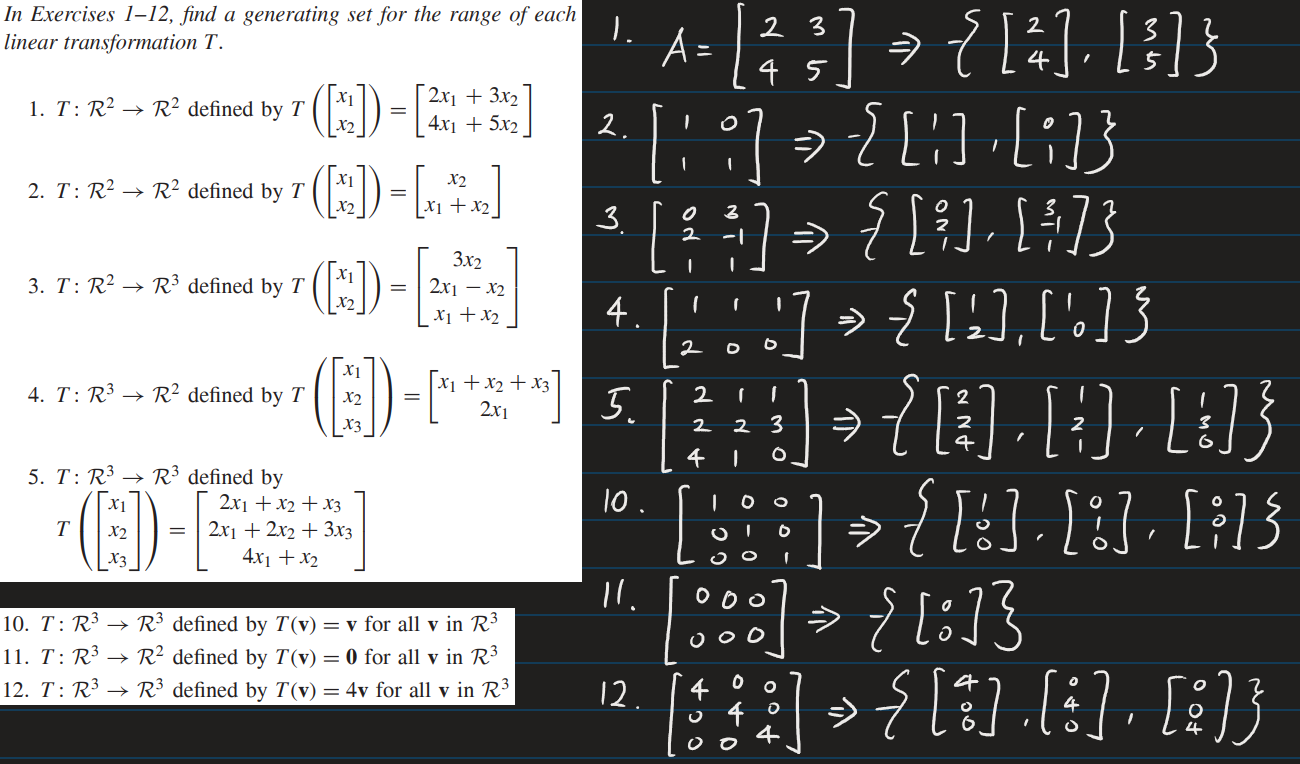 In Exercises 1–12, find a generating set for the range of each
linear transformation T.
1. T: R² → R² defined by T([x₁ x₂]) = [2x₁ + 3x₂ 4x₁ + 5x₂]
2. T: R² → R² defined by T([x₁ x₂]) = [x₂ x₁ + x₂]
3. T: R² → R³ defined by T([x₁ x₂]) = [3x₂ 2x₁ − x₂ x₁ + x₂]
4. T: R³ → R² defined by T([x₁ x₂ x₃]) = [x₁ + x₂ + x₃ 2x₁]
5. T: R³ → R³ defined by
T([x₁ x₂ x₃]) = [2x₁ + x₂ + x₃ 2x₁ + 2x₂ + 3x₃ 4x₁ + x₂]
10. T: R³ → R³ defined by T(v) = v for all v in R³
11. T: R³ → R² defined by T(v) = 0 for all v in R³
12. T: R³ → R³ defined by T(v) = 4v for all v in R³
1. A = [2 3; 4 5] ⇒ {[2 4], [3 5]}
2. [1 0; 1 1] ⇒ {[1 1], [0 1]}
3. [0 3; 2 -1; 1 1] ⇒ {[0 2 1], [3 -1 1]}
4. [1 1 1; 2 0 0] ⇒ {[1 2], [1 0]}
5. [2 1 1; 2 2 3; 4 1 0] ⇒ {[2 2 4], [1 2 1], [1 3 0]}
10. [1 0 0; 0 1 0; 0 0 1] ⇒ {[1 0 0], [0 1 0], [0 0 1]}
11. [0 0 0; 0 0 0] ⇒ {[0 0]}
12. [4 0 0; 0 4 0; 0 0 4] ⇒ {[4 0 0], [0 4 0], [0 0 4]}